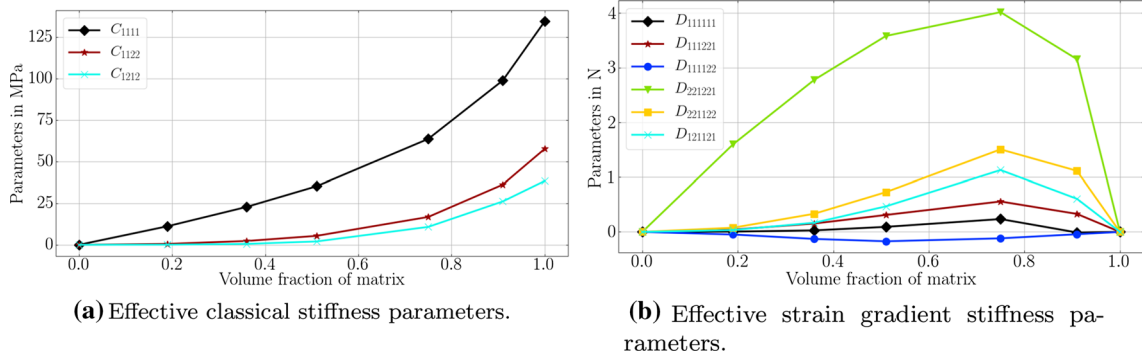 Parameters in MPa
125
100
75
50
25
0
C1111
C1122
C1212
0.0 0.2 0.4 0.6 0.8 1.0
Volume fraction of matrix
(a) Effective classical stiffness parameters.
Parameters in N
4
3
2
1
0
D111111
D111221
D111122
D221221
D221122
D121121
0.0 0.2 0.4 0.6 0.8 1.0
Volume fraction of matrix
(b) Effective strain gradient stiffness pa-
rameters.